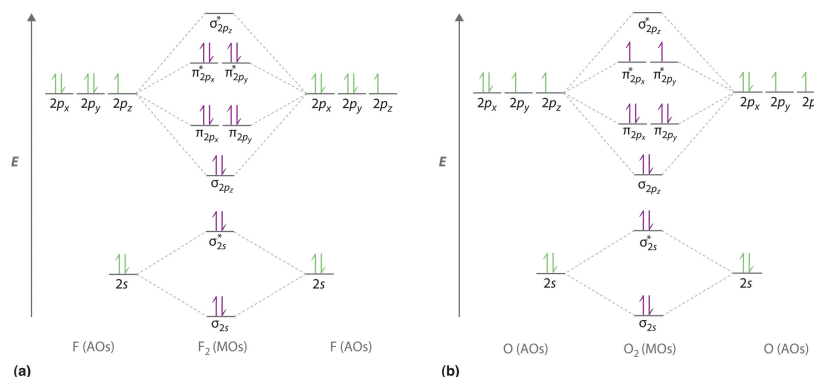 σ*2pz
π*2px π*2py
2px 2py 2pz
2px 2py 2pz
π2px π2py
E
σ2pz
σ*2s
2s
2s
σ2s
F (AOs)
F2 (MOs)
F (AOs)
(a)
σ*2pz
π*2px π*2py
2px 2py 2pz
2px 2py
π2px π2py
E
σ2pz
σ*2s
2s
2s
σ2s
O (AOs)
O2 (MOs)
O (AOs)
(b)